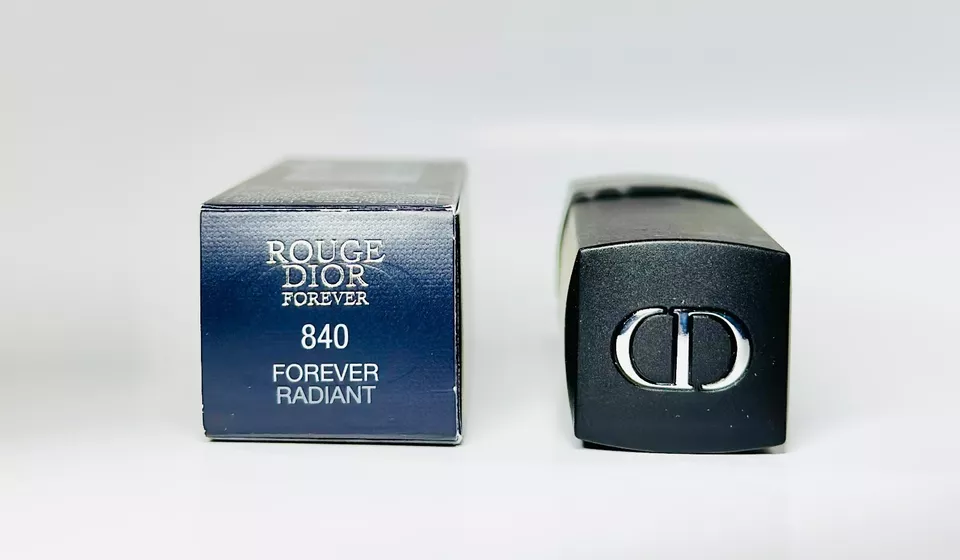 ROUGE
DIOR
FOREVER
840
FOREVER
RADIANT
CD